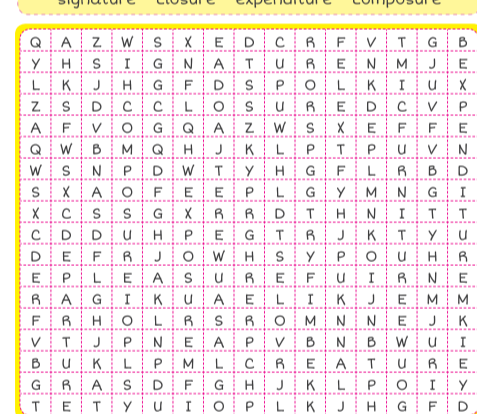 signature closure expenditure composure
Q A Z W S X E D C R F V T G B
Y H S I G N A T U R E N M J E
L K J H G F D S P O L K I U X
Z S D C C L O S U R E D C V P
A F V O G Q A Z W S X E F F E
Q W B M Q H J K L P T P U V N
W S N P D W T Y H G F L R B D
S X A O F E E P L G Y M N G I
X C S S G X R R D T H N I T T
C D D U H P E G T R J K T Y U
D E F R J O W H S Y P O U H R
E P L E A S U R E F U I R N E
R A G I K U A E L I K J E M M
F R H O L R S R O M N N E J K
V T J P N E A P V B N B W U I
B U K L P M L C R E A T U R E
G R A S D F G H J K L P O I Y
T E T Y U I O P L K J H G F D